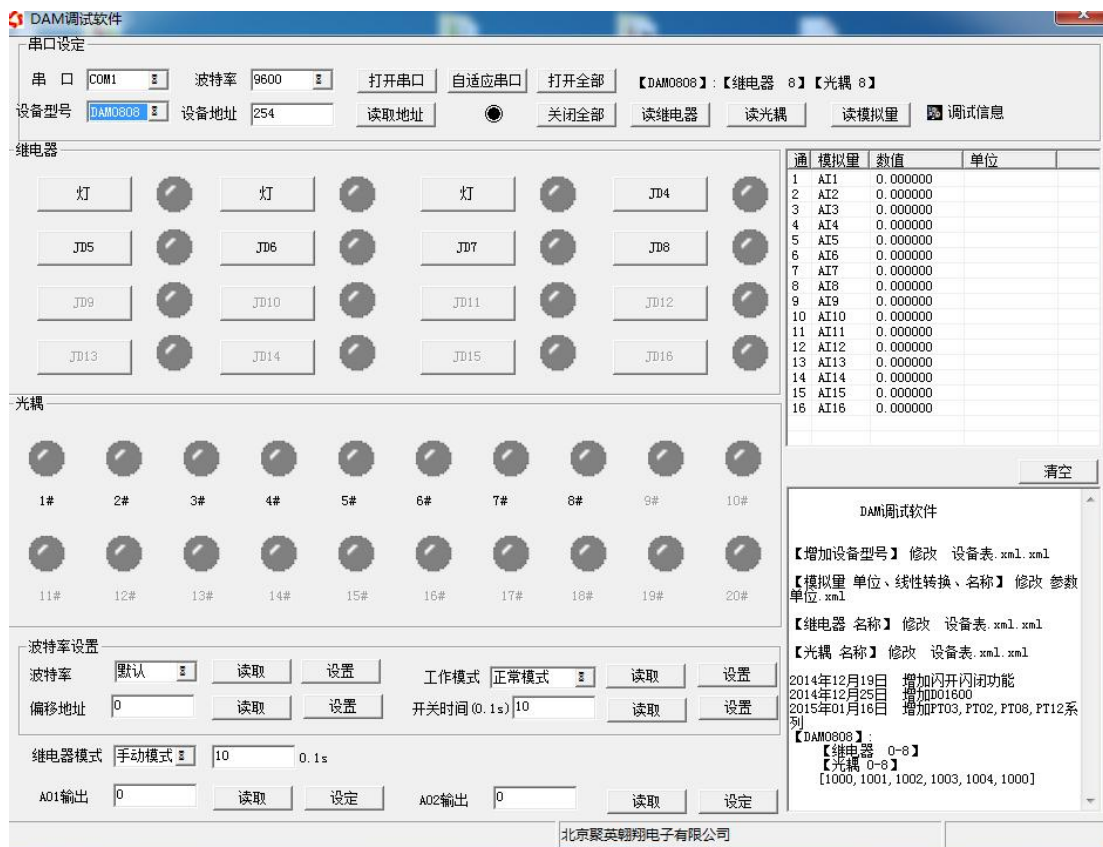 DAM调试软件
串口设定
串 口 COM1 波特率 9600 打开串口 自适应串口 打开全部 【DAM0808】:【继电器 8】【光耦 8】
设备型号 DAM0808 设备地址 254 读取地址 关闭全部 读继电器 读光耦 读模拟量 调试信息
继电器
灯 灯 灯 JD4
JD5 JD6 JD7 JD8
JD9 JD10 JD11 JD12
JD13 JD14 JD15 JD16
通 模拟量 数值 单位
1 AI1 0.000000
2 AI2 0.000000
3 AI3 0.000000
4 AI4 0.000000
5 AI5 0.000000
6 AI6 0.000000
7 AI7 0.000000
8 AI8 0.000000
9 AI9 0.000000
10 AI10 0.000000
11 AI11 0.000000
12 AI12 0.000000
13 AI13 0.000000
14 AI14 0.000000
15 AI15 0.000000
16 AI16 0.000000
清空
光耦
1# 2# 3# 4# 5# 6# 7# 8# 9# 10#
11# 12# 13# 14# 15# 16# 17# 18# 19# 20#
DAM调试软件
【增加设备型号】 修改 设备表.xml.xml
【模拟量 单位、线性转换、名称】 修改 参数
单位.xml
【继电器 名称】 修改 设备表.xml.xml
【光耦 名称】 修改 设备表.xml.xml
2014年12月19日 增加闪开闪闭功能
2014年12月25日 增加DO1600
2015年01月16日 增加PT03,PT02,PT08,PT12系
列
【DAM0808】:
【继电器 0-8】
【光耦 0-8】
[1000,1001,1002,1003,1004,1000]
波特率设置
波特率 默认 读取 设置 工作模式 正常模式 读取 设置
偏移地址 0 读取 设置 开关时间(0.1s) 10 读取 设置
继电器模式 手动模式 10 0.1s
AO1输出 0 读取 设定 AO2输出 0 读取 设定
北京聚英翱翔电子有限公司